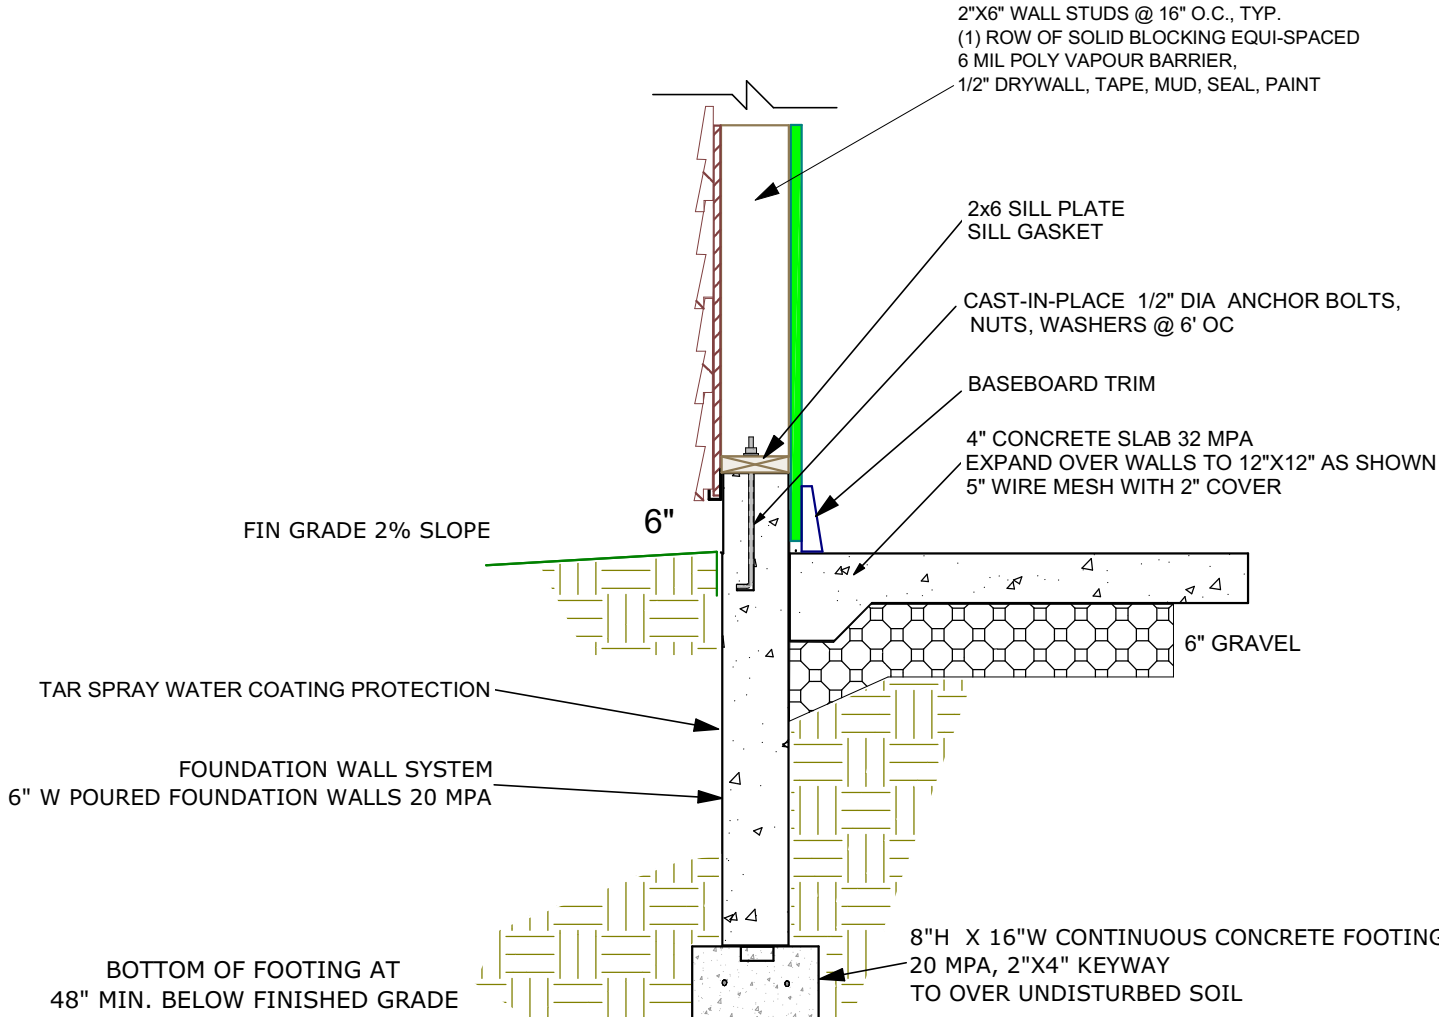 2"X6" WALL STUDS @ 16" O.C., TYP.
(1) ROW OF SOLID BLOCKING EQUI-SPACED
6 MIL POLY VAPOUR BARRIER,
1/2" DRYWALL, TAPE, MUD, SEAL, PAINT
2x6 SILL PLATE
SILL GASKET
CAST-IN-PLACE 1/2" DIA ANCHOR BOLTS,
NUTS, WASHERS @ 6' OC
BASEBOARD TRIM
4" CONCRETE SLAB 32 MPA
EXPAND OVER WALLS TO 12"X12" AS SHOWN
5" WIRE MESH WITH 2" COVER
6"
FIN GRADE 2% SLOPE
6" GRAVEL
TAR SPRAY WATER COATING PROTECTION
FOUNDATION WALL SYSTEM
6" W POURED FOUNDATION WALLS 20 MPA
8"H X 16"W CONTINUOUS CONCRETE FOOTING
20 MPA, 2"X4" KEYWAY
TO OVER UNDISTURBED SOIL
BOTTOM OF FOOTING AT
48" MIN. BELOW FINISHED GRADE